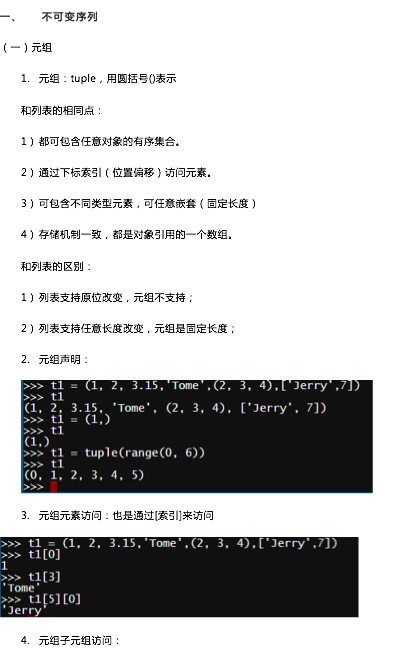 一、 不可变序列
（一）元组
1. 元组：tuple，用圆括号()表示
和列表的相同点：
1）都可包含任意对象的有序集合。
2）通过下标索引（位置偏移）访问元素。
3）可包含不同类型元素，可任意嵌套（固定长度）
4）存储机制一致，都是对象引用的一个数组。
和列表的区别：
1）列表支持原位改变，元组不支持；
2）列表支持任意长度改变，元组是固定长度；
2. 元组声明：
>>> t1 = (1, 2, 3.15,'Tome',(2, 3, 4),['Jerry',7])
>>> t1
(1, 2, 3.15, 'Tome', (2, 3, 4), ['Jerry', 7])
>>> t1 = (1,)
>>> t1
(1,)
>>> t1 = tuple(range(0, 6))
>>> t1
(0, 1, 2, 3, 4, 5)
>>>
3. 元组元素访问：也是通过[索引]来访问
>>> t1 = (1, 2, 3.15,'Tome',(2, 3, 4),['Jerry',7])
>>> t1[0]
1
>>> t1[3]
'Tome'
>>> t1[5][0]
'Jerry'
4. 元组子元组访问：